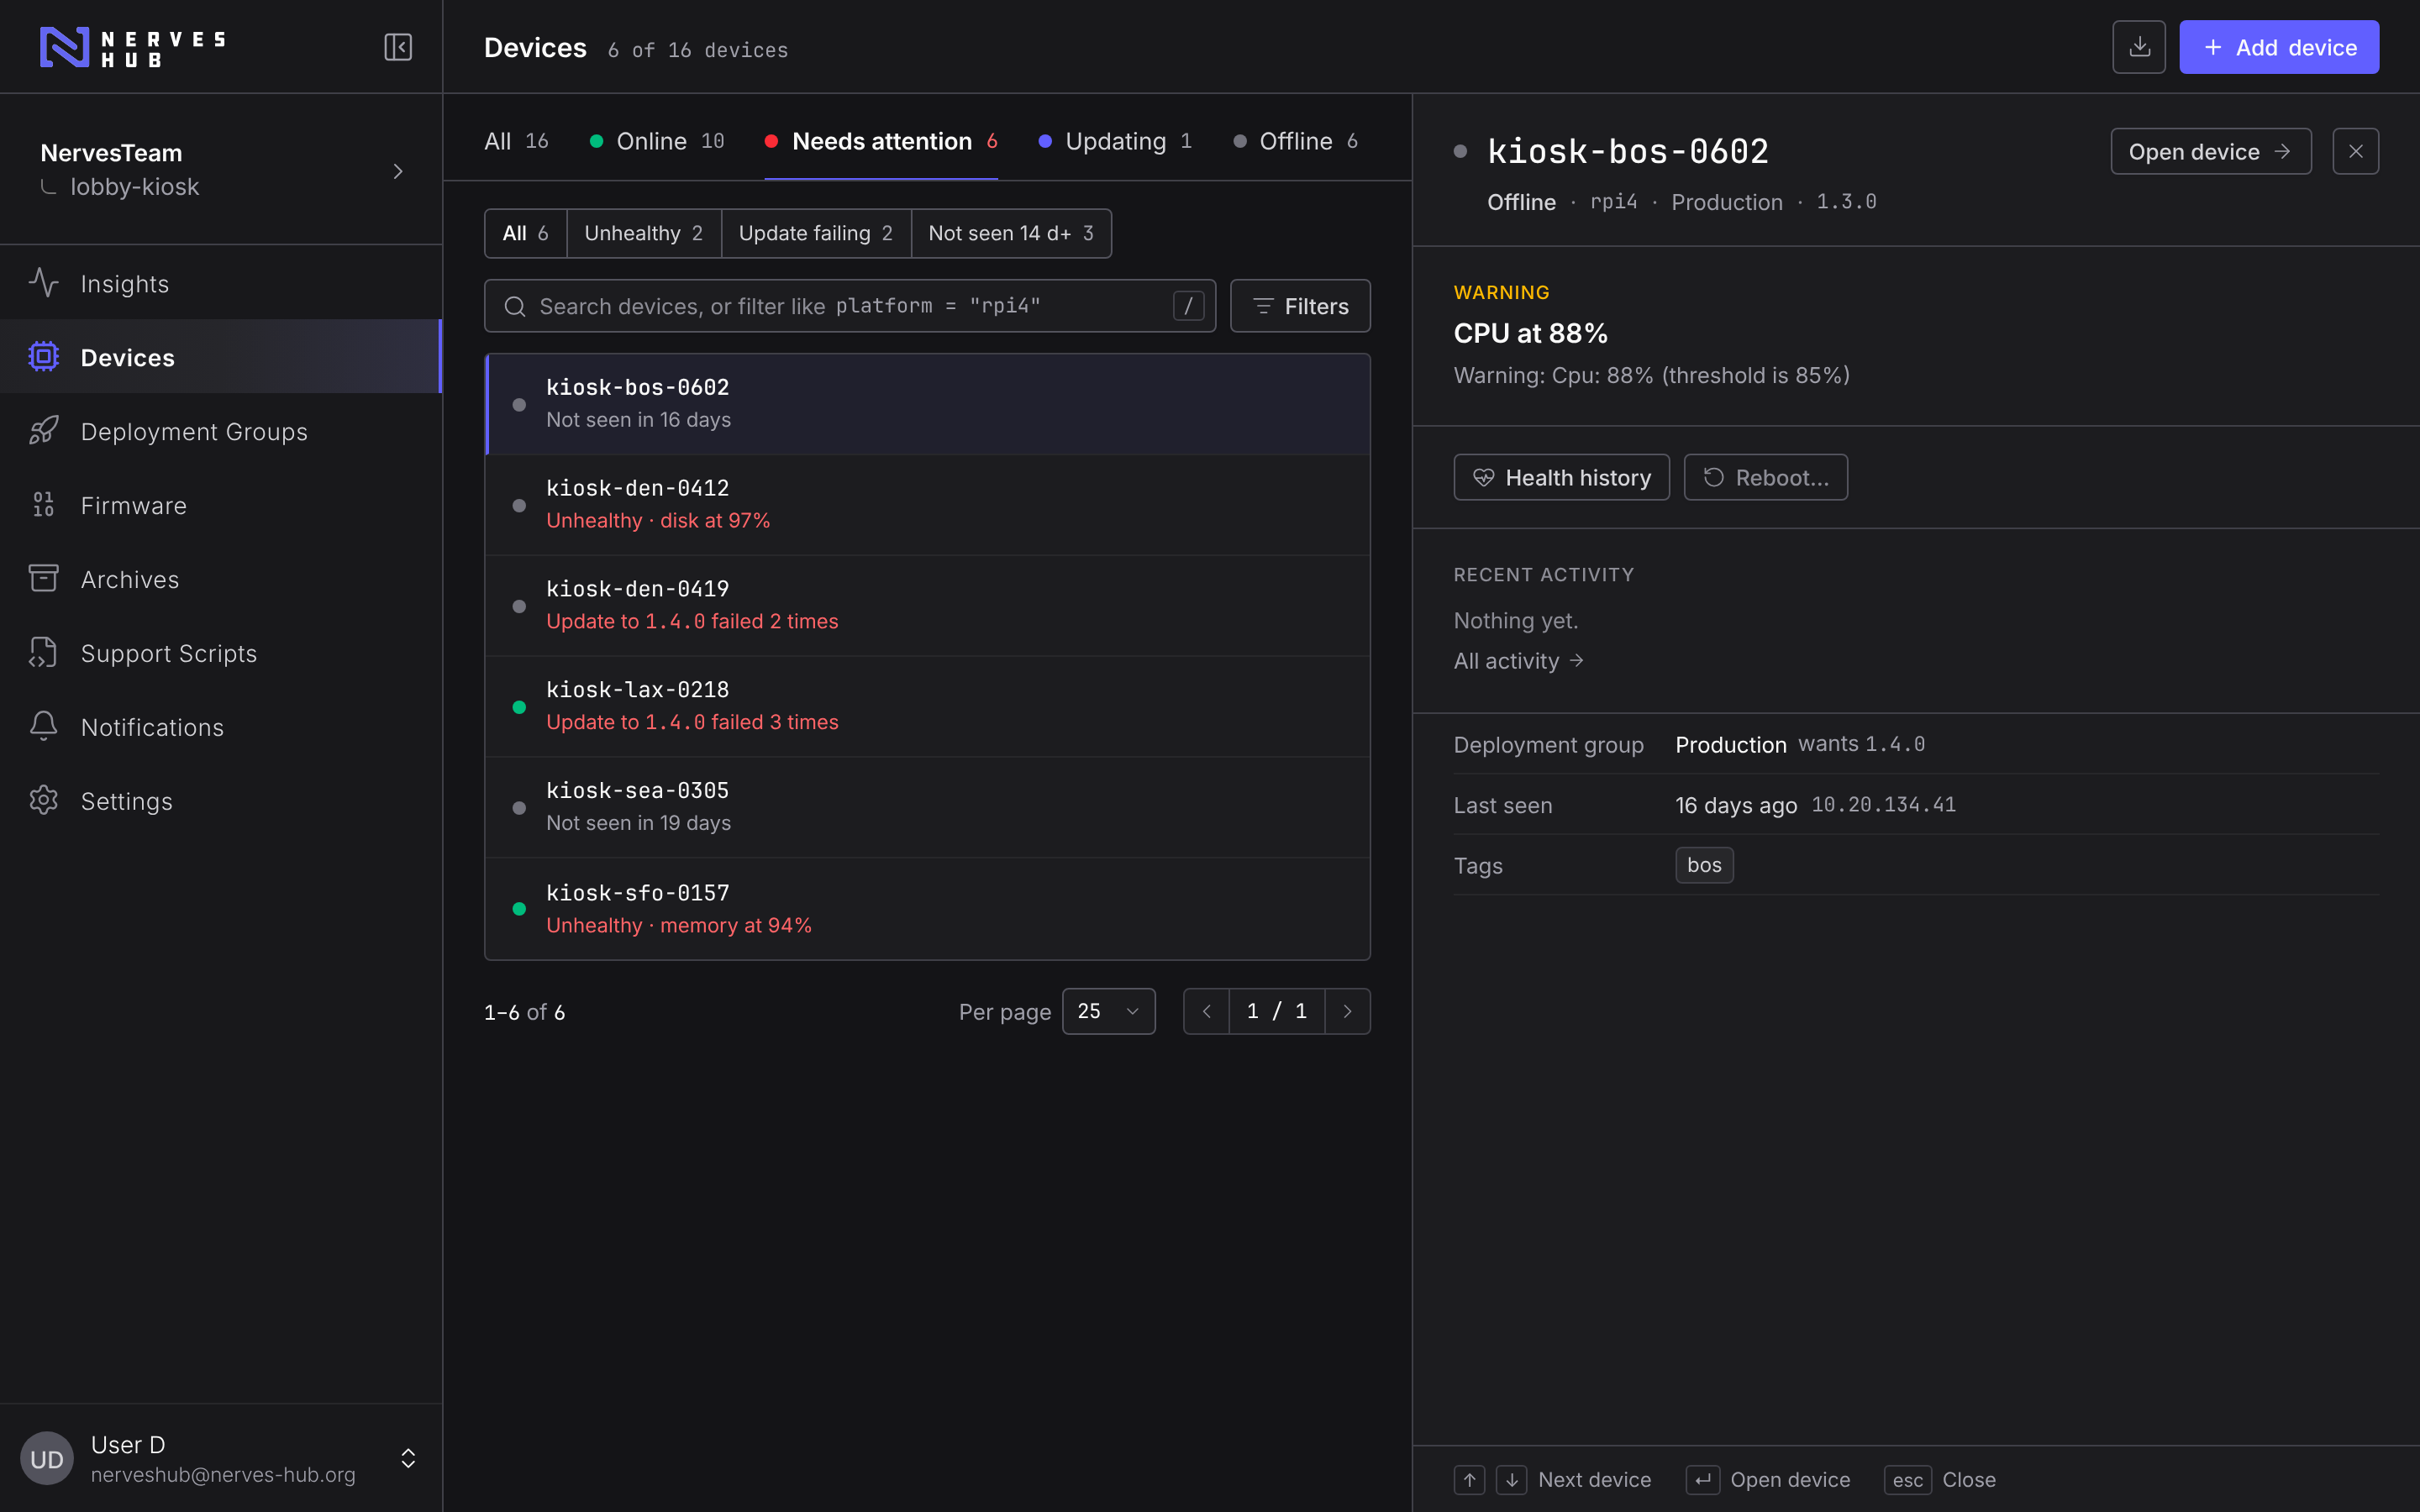 NERVES
HUB
NervesTeam
lobby-kiosk
Insights
Devices
Deployment Groups
01
10
Firmware
Archives
Support Scripts
Notifications
Settings
UD
User D
nerveshub@nerves-hub.org
Devices 6 of 16 devices
+ Add device
All 16 Online 10 Needs attention 6 Updating 1 Offline 6
All 6 Unhealthy 2 Update failing 2 Not seen 14 d+ 3
Search devices, or filter like platform = "rpi4" / Filters
kiosk-bos-0602
Not seen in 16 days
kiosk-den-0412
Unhealthy · disk at 97%
kiosk-den-0419
Update to 1.4.0 failed 2 times
kiosk-lax-0218
Update to 1.4.0 failed 3 times
kiosk-sea-0305
Not seen in 19 days
kiosk-sfo-0157
Unhealthy · memory at 94%
1–6 of 6 Per page 25 1 / 1
kiosk-bos-0602 Open device →
Offline · rpi4 · Production · 1.3.0
WARNING
CPU at 88%
Warning: Cpu: 88% (threshold is 85%)
Health history Reboot...
RECENT ACTIVITY
Nothing yet.
All activity →
Deployment group Production wants 1.4.0
Last seen 16 days ago 10.20.134.41
Tags bos
↑ ↓ Next device ↵ Open device esc Close